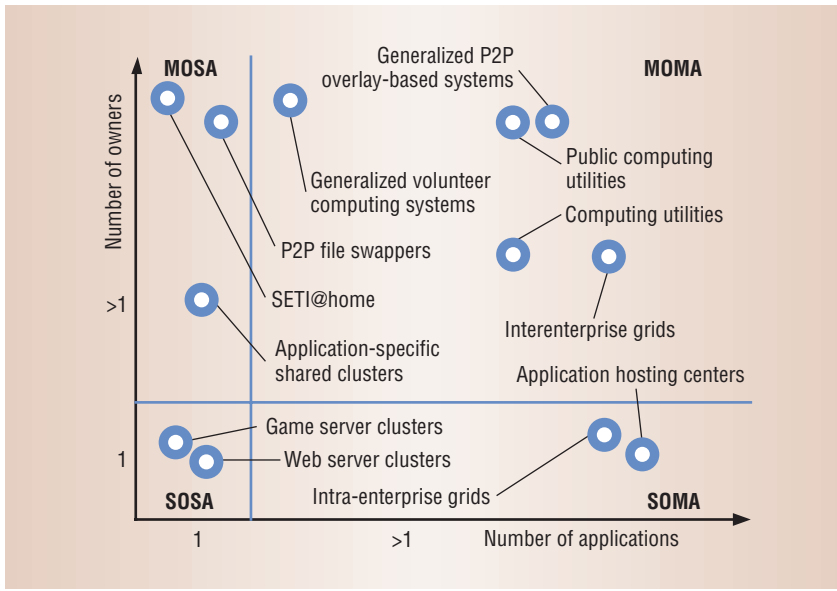 Generalized P2P
overlay-based systems
MOSA
MOMA
Number of owners
Public computing
utilities
Generalized volunteer
computing systems
Computing utilities
P2P file swappers
>1
SETI@home
Interenterprise grids
Application-specific
shared clusters
Application hosting centers
Game server clusters
1
Web server clusters
Intra-enterprise grids
SOSA
SOMA
1
>1
Number of applications